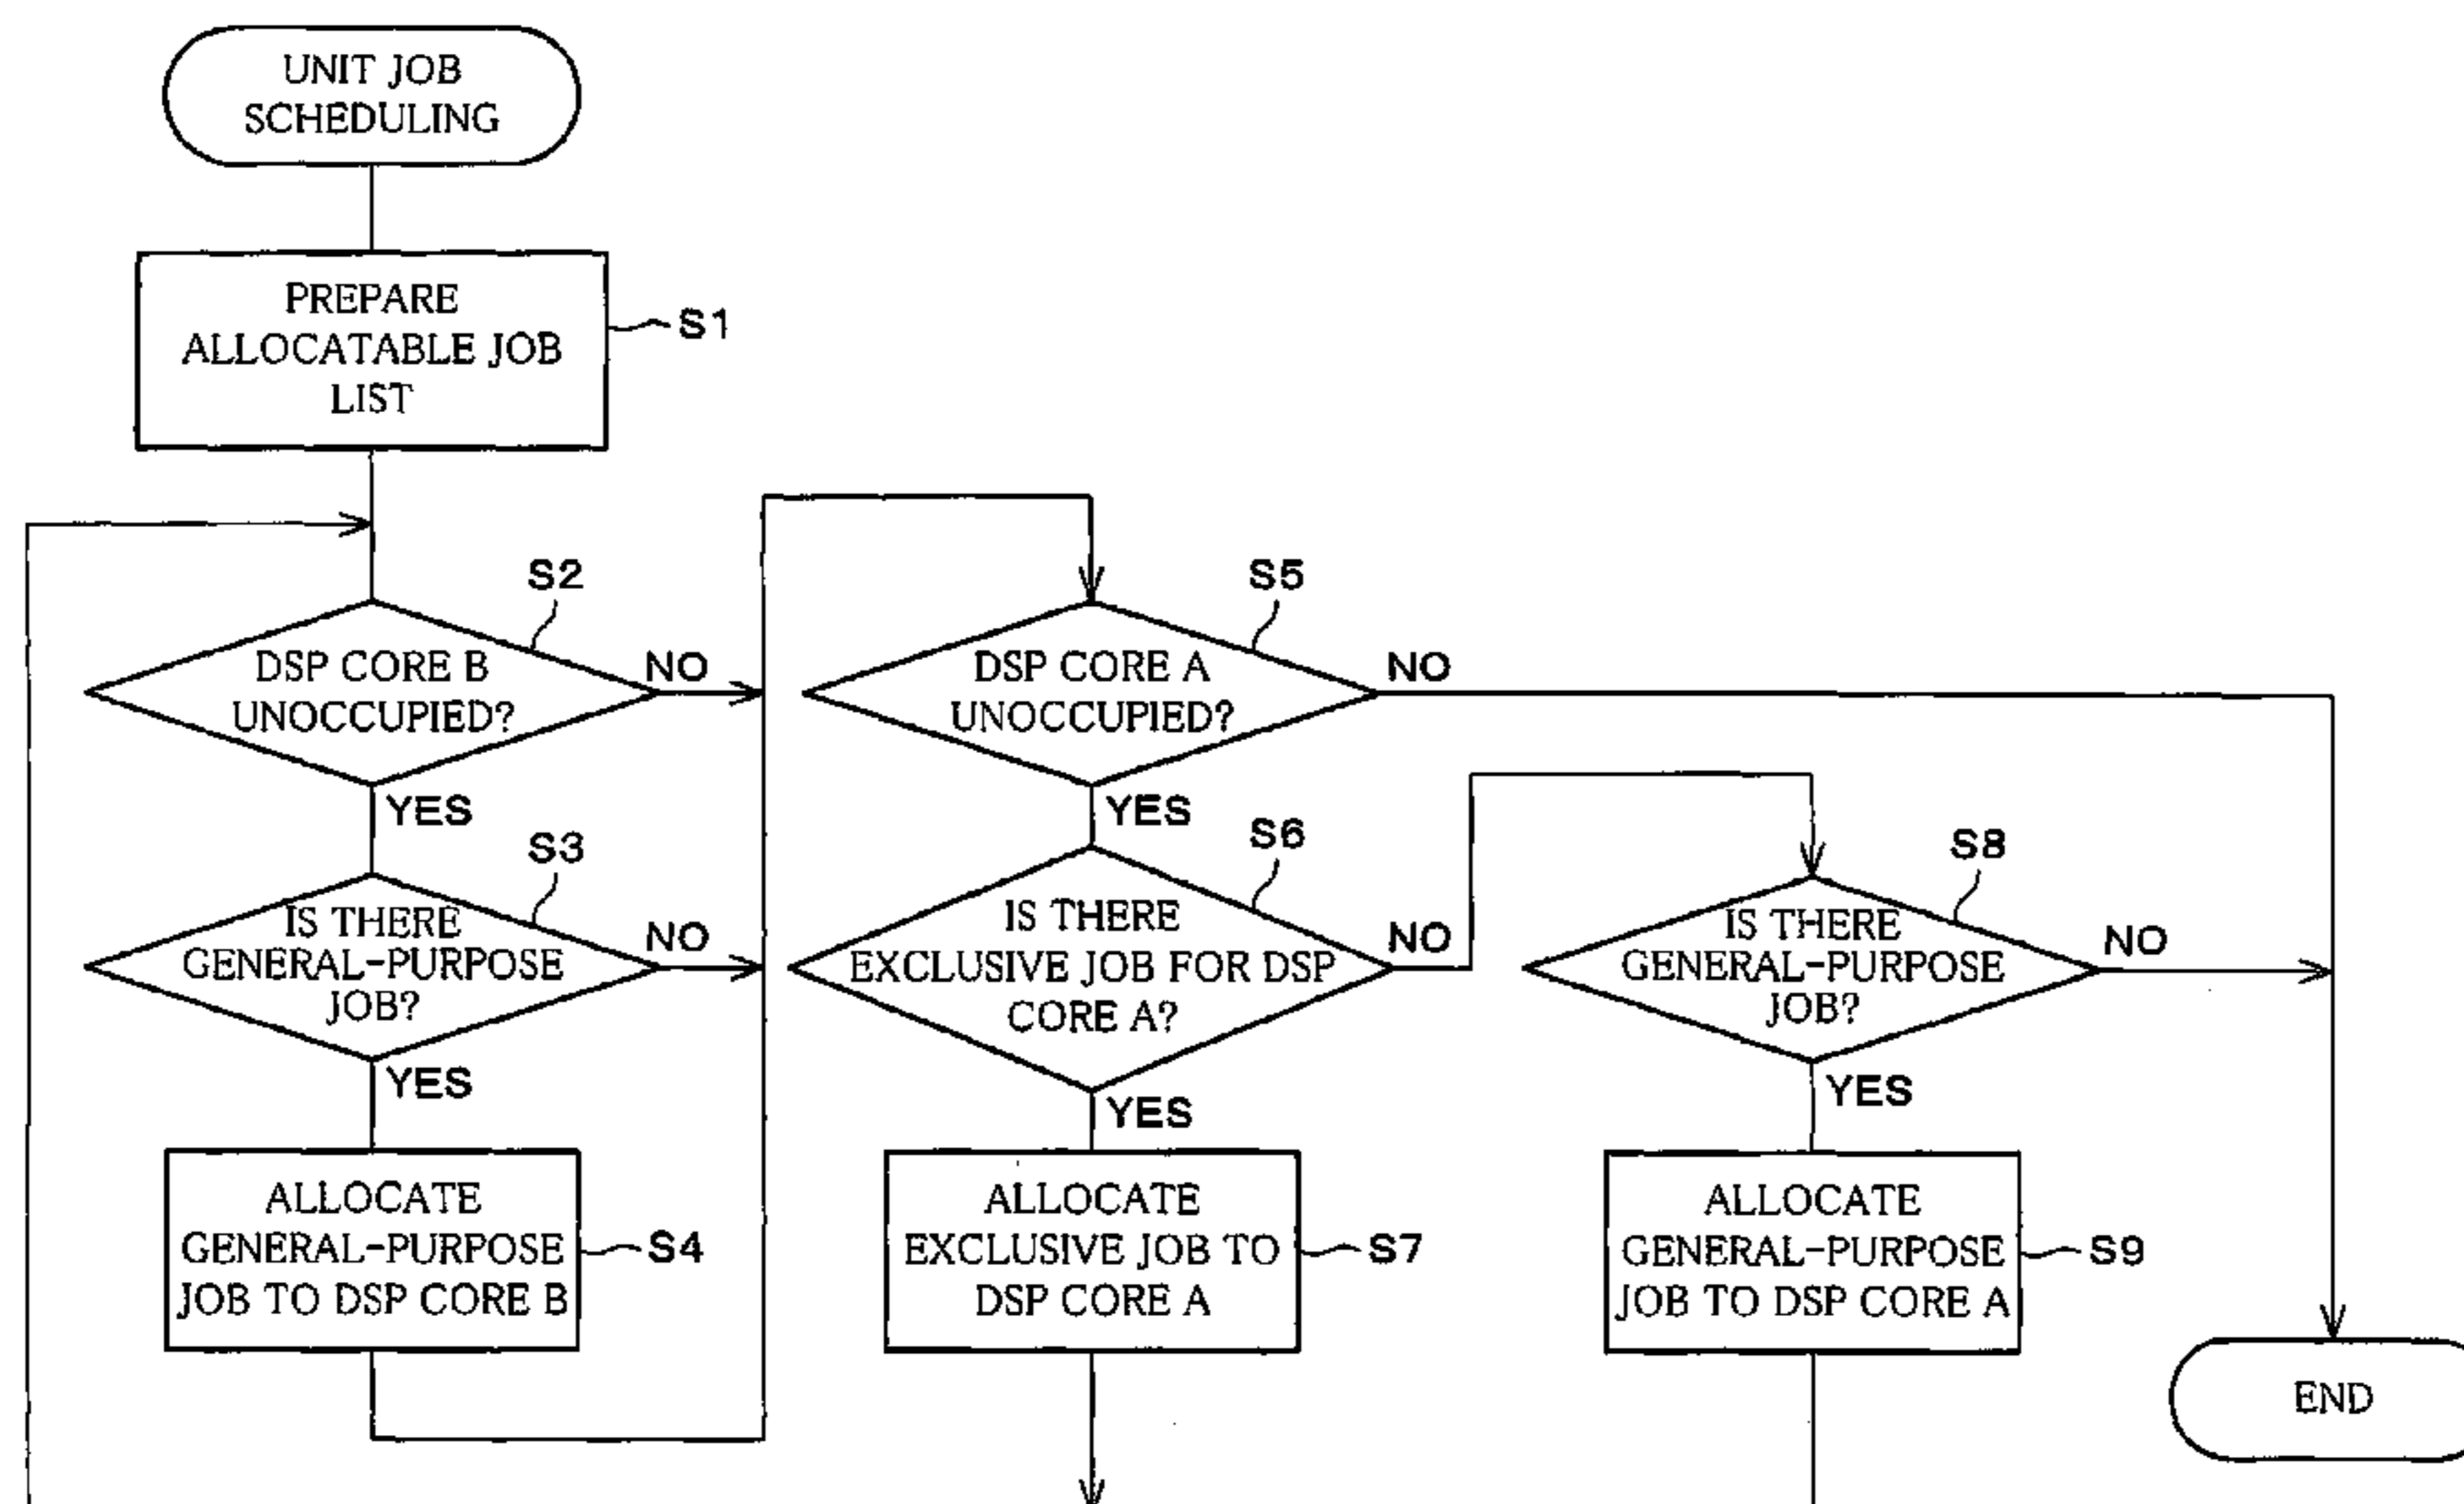 UNIT JOB
SCHEDULING
PREPARE
ALLOCATABLE JOB
LIST
S1
S2
DSP CORE B
UNOCCUPIED?
NO
YES
S3
IS THERE
GENERAL-PURPOSE
JOB?
NO
YES
ALLOCATE
GENERAL-PURPOSE
JOB TO DSP CORE B
S4
S5
DSP CORE A
UNOCCUPIED?
NO
YES
S6
IS THERE
EXCLUSIVE JOB FOR DSP
CORE A?
NO
YES
ALLOCATE
EXCLUSIVE JOB TO
DSP CORE A
S7
S8
IS THERE
GENERAL-PURPOSE
JOB?
NO
YES
ALLOCATE
GENERAL-PURPOSE
JOB TO DSP CORE A
S9
END